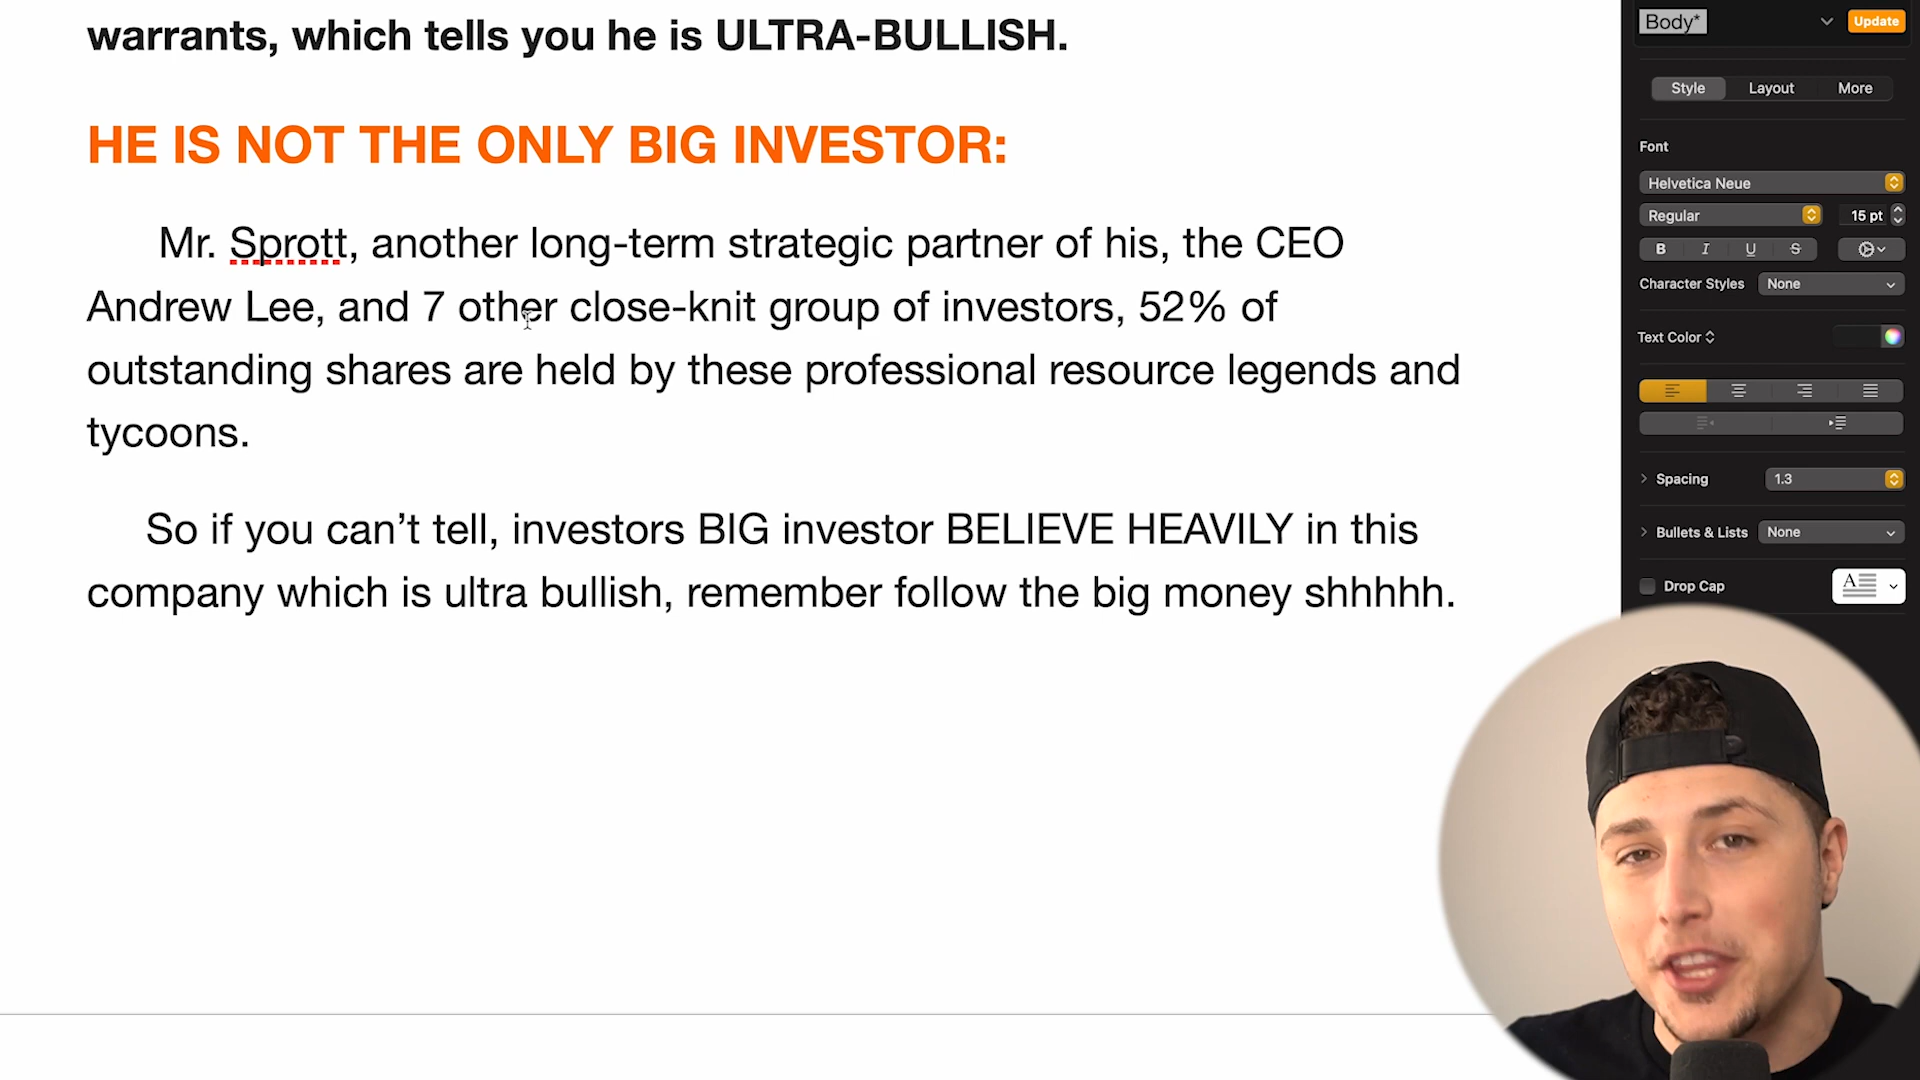 warrants, which tells you he is ULTRA-BULLISH.
HE IS NOT THE ONLY BIG INVESTOR:
Mr. Sprott, another long-term strategic partner of his, the CEO
Andrew Lee, and 7 other close-knit group of investors, 52% of
outstanding shares are held by these professional resource legends and
tycoons.
So if you can’t tell, investors BIG investor BELIEVE HEAVILY in this
company which is ultra bullish, remember follow the big money shhhhh.
Body*
Update
Style Layout More
Font
Helvetica Neue
Regular 15 pt
B I U S
Character Styles None
Text Color
Spacing 1.3
Bullets & Lists None
Drop Cap A